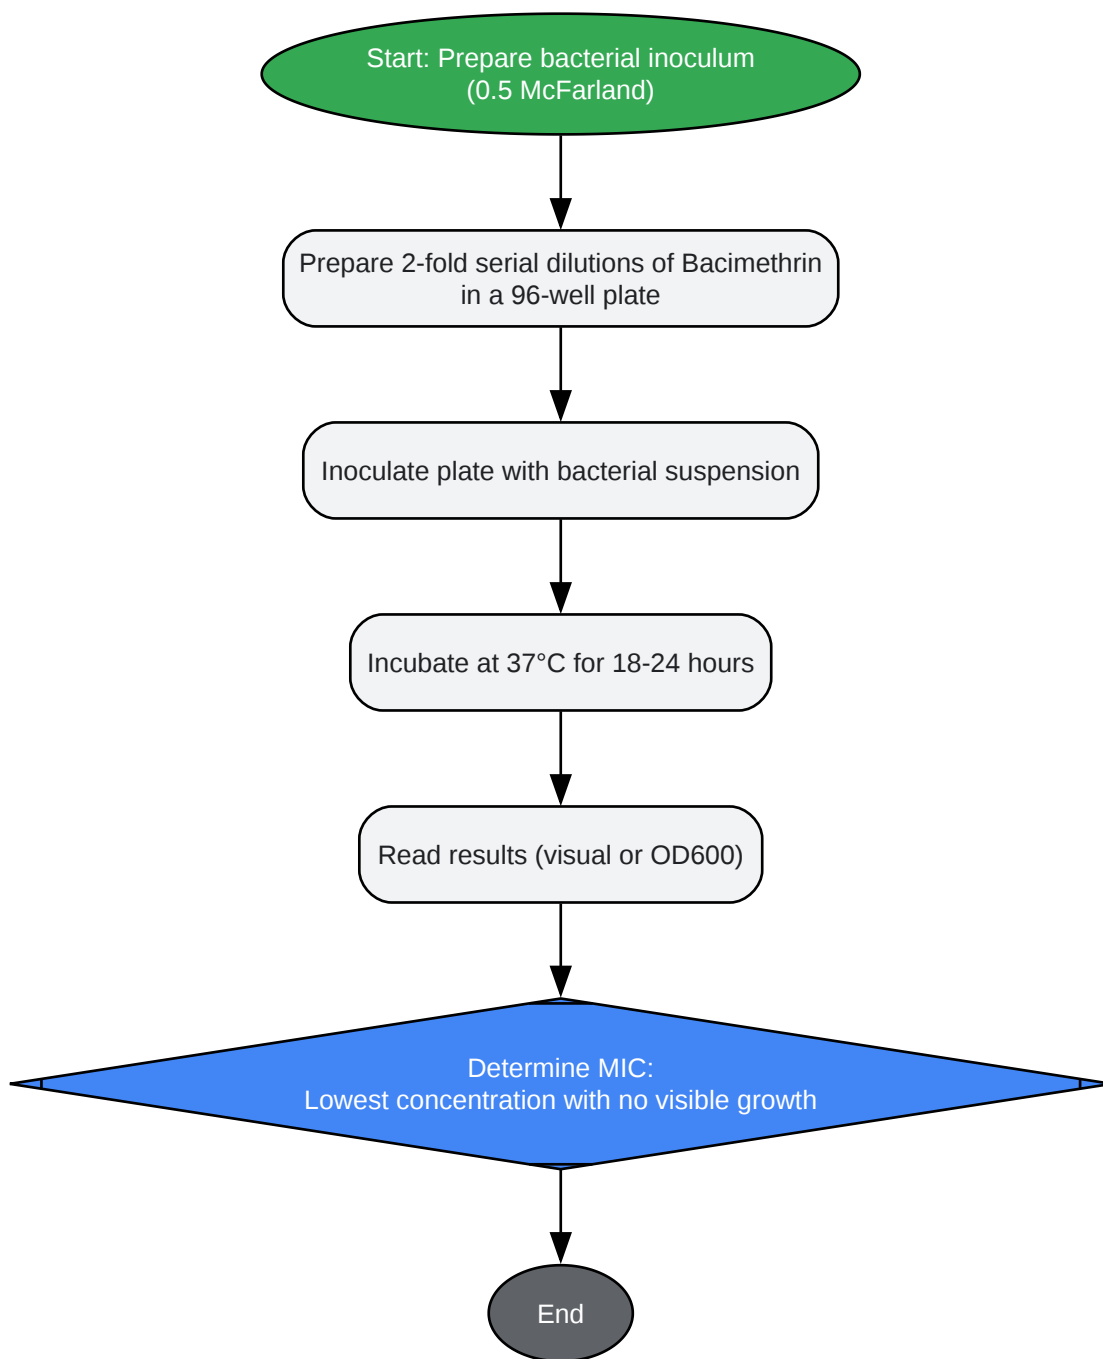 Start: Prepare bacterial inoculum
(0.5 McFarland)
Prepare 2-fold serial dilutions of Bacimethrin
in a 96-well plate
Inoculate plate with bacterial suspension
Incubate at 37°C for 18-24 hours
Read results (visual or OD600)
Determine MIC:
Lowest concentration with no visible growth
End